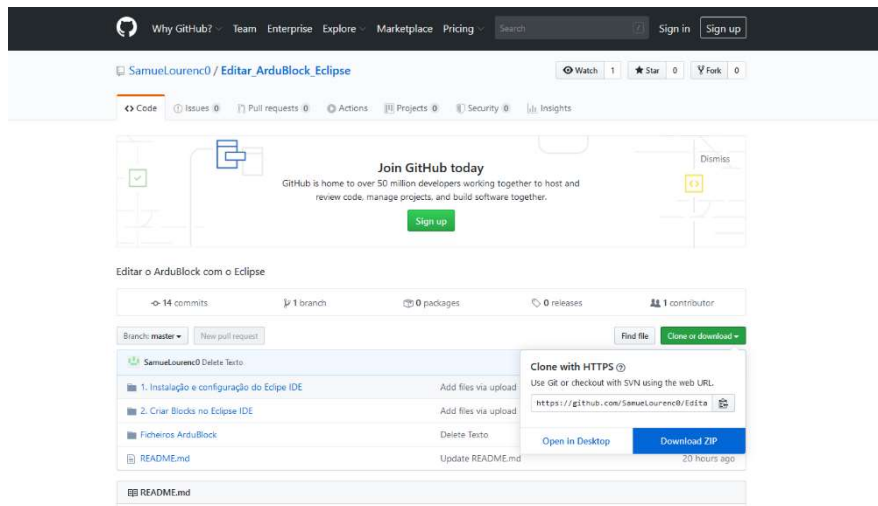 Why GitHub? Team Enterprise Explore Marketplace Pricing Search / Sign in Sign up
SamueLourenc0 / Editar_ArduBlock_Eclipse Watch 1 Star 0 Fork 0
Code Issues 0 Pull requests 0 Actions Projects 0 Security 0 Insights
Join GitHub today
Dismiss
GitHub is home to over 50 million developers working together to host and
review code, manage projects, and build software together.
Sign up
Editar o ArduBlock com o Eclipse
14 commits 1 branch 0 packages 0 releases 1 contributor
Branch: master New pull request Find file Clone or download
SamueLourenc0 Delete Texto
1. Instalação e configuração do Eclipe IDE Add files via upload
2. Criar Blocks no Eclipse IDE Add files via upload
Ficheiros ArduBlock Delete Texto
README.md Update README.md 20 hours ago
Clone with HTTPS
Use Git or checkout with SVN using the web URL.
https://github.com/SamueLourenc0/Edita
Open in Desktop Download ZIP
README.md